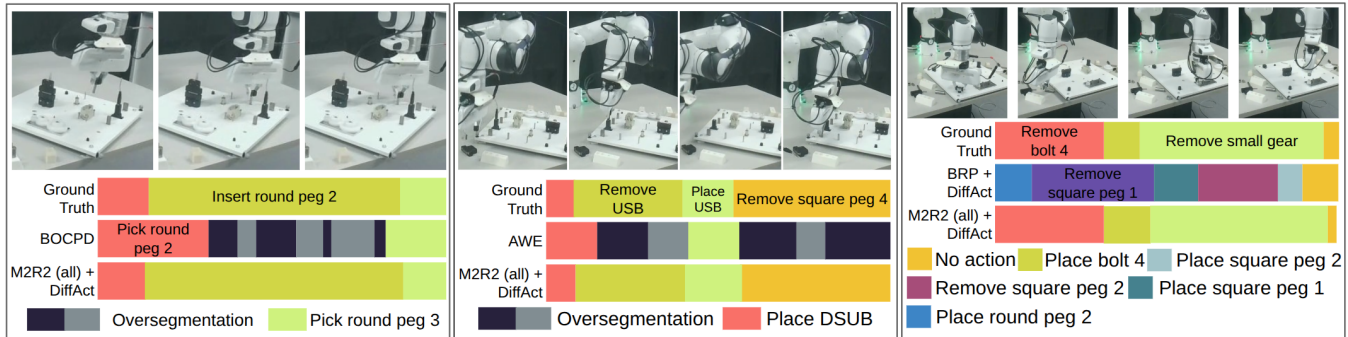 Ground
Truth
Insert round peg 2
BOCPD
Pick round
peg 2
M2R2 (all) +
DiffAct
Oversegmentation
Pick round peg 3
Ground
Truth
Remove
USB
Place
USB
Remove square peg 4
AWE
M2R2 (all) +
DiffAct
Oversegmentation
Place DSUB
Ground
Truth
Remove
bolt 4
Remove small gear
BRP +
DiffAct
Remove
square peg 1
M2R2 (all) +
DiffAct
No action
Place bolt 4
Place square peg 2
Remove square peg 2
Place square peg 1
Place round peg 2